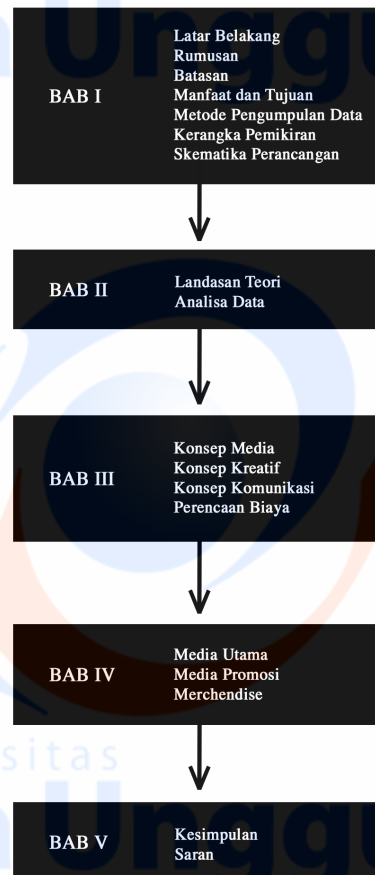 BAB I
Latar Belakang
Rumusan
Batasan
Manfaat dan Tujuan
Metode Pengumpulan Data
Kerangka Pemikiran
Skematika Perancangan
BAB II
Landasan Teori
Analisa Data
BAB III
Konsep Media
Konsep Kreatif
Konsep Komunikasi
Perencaan Biaya
BAB IV
Media Utama
Media Promosi
Merchendise
sitas
BAB V
Kesimpulan
Saran